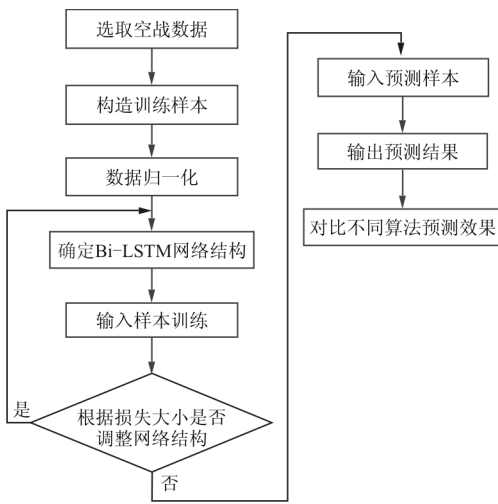 选取空战数据
构造训练样本
数据归一化
确定Bi-LSTM网络结构
输入样本训练
根据损失大小是否
调整网络结构
是
否
输入预测样本
输出预测结果
对比不同算法预测效果